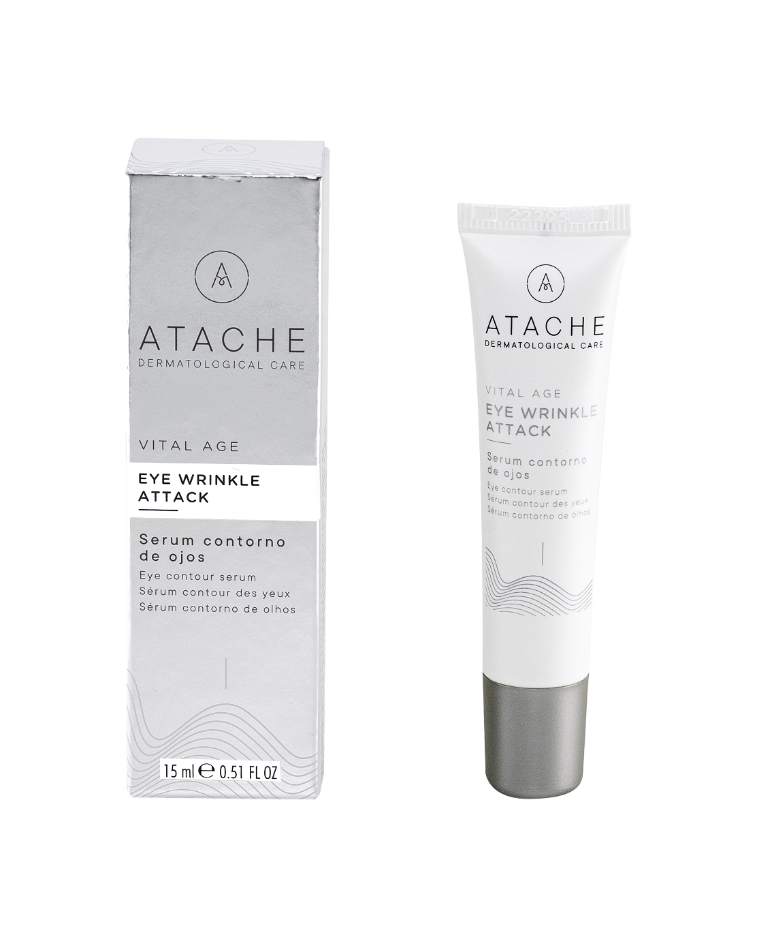 ATACHE
DERMATOLOGICAL CARE
VITAL AGE
EYE WRINKLE
ATTACK
Serum contorno
de ojos
Eye contour serum
Sérum contour des yeux
Sérum contorno de olhos
15 ml ℮ 0.51 FL OZ
ATACHE
DERMATOLOGICAL CARE
VITAL AGE
EYE WRINKLE
ATTACK
Serum contorno
de ojos
Eye contour serum
Sérum contour des yeux
Sérum contorno de olhos